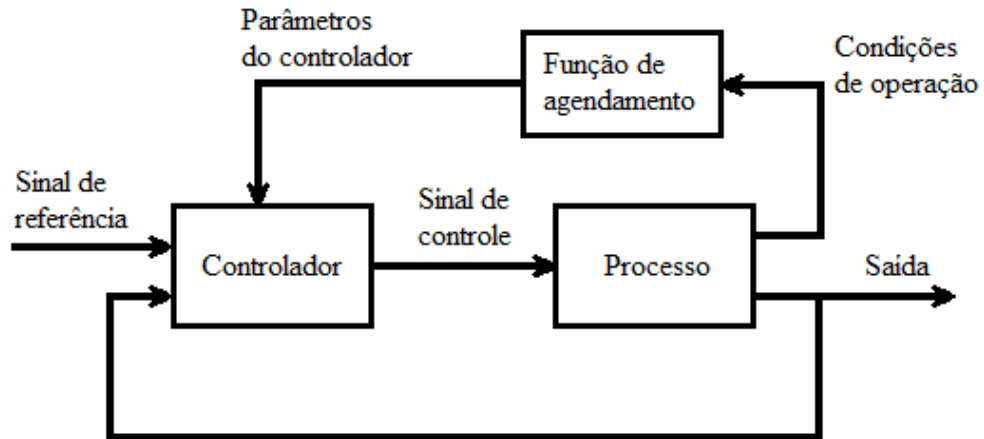 Parâmetros
do controlador
Função de
agendamento
Condições
de operação
Sinal de
referência
Controlador
Sinal de
controle
Processo
Saída